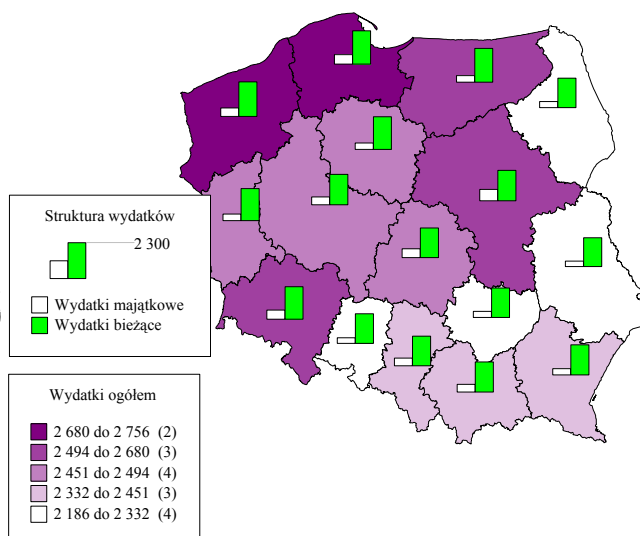 Struktura wydatków
2 300
Wydatki majątkowe
Wydatki bieżące
Wydatki ogółem
2 680 do 2 756 (2)
2 494 do 2 680 (3)
2 451 do 2 494 (4)
2 332 do 2 451 (3)
2 186 do 2 332 (4)